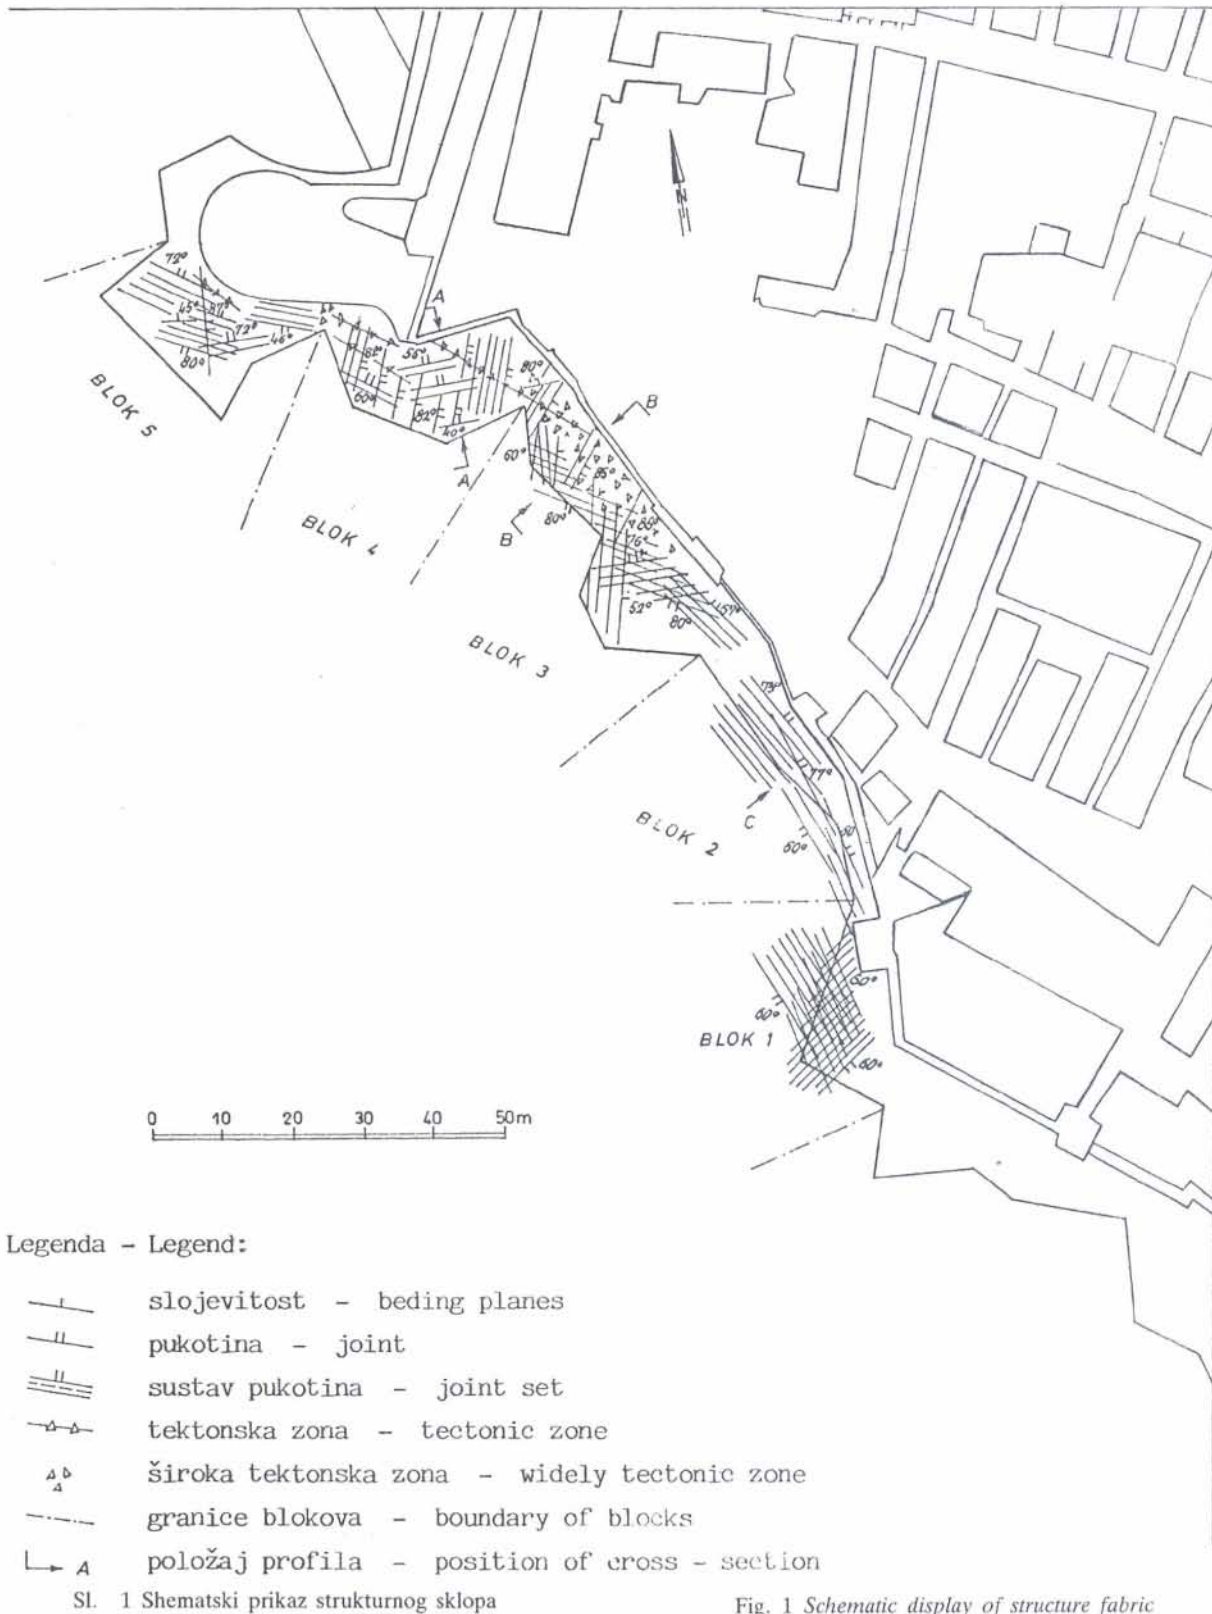 N
72°
45°
87°
72°
46°
80°
BLOK 5
A
82°
55°
60°
82°
40°
A
BLOK 4
80°
B
60°
85°
80°
B
76°
52°
80°
BLOK 3
77°
C
60°
BLOK 2
60°
60°
60°
BLOK 1
0 10 20 30 40 50m
Legenda - Legend:
slojevitost - beding planes
pukotina - joint
sustav pukotina - joint set
tektonska zona - tectonic zone
široka tektonska zona - widely tectonic zone
granice blokova - boundary of blocks
A položaj profila - position of cross - section
Sl. 1 Shematski prikaz strukturnog sklopa
Fig. 1 Schematic display of structure fabric